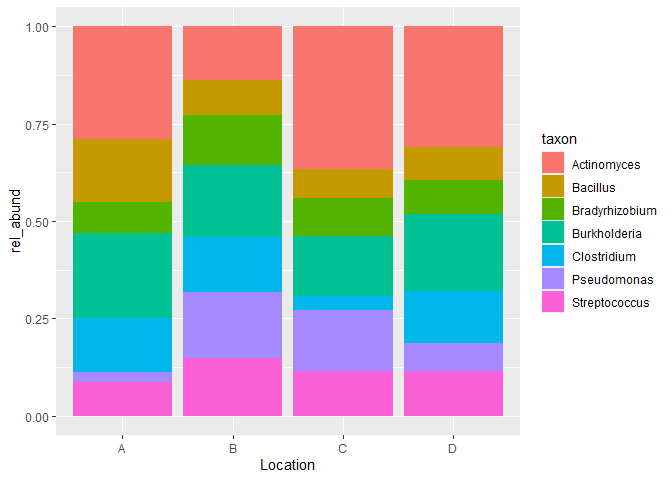 1.00
0.75
0.50
0.25
0.00
rel_abund
A B C D
Location
taxon
Actinomyces
Bacillus
Bradyrhizobium
Burkholderia
Clostridium
Pseudomonas
Streptococcus